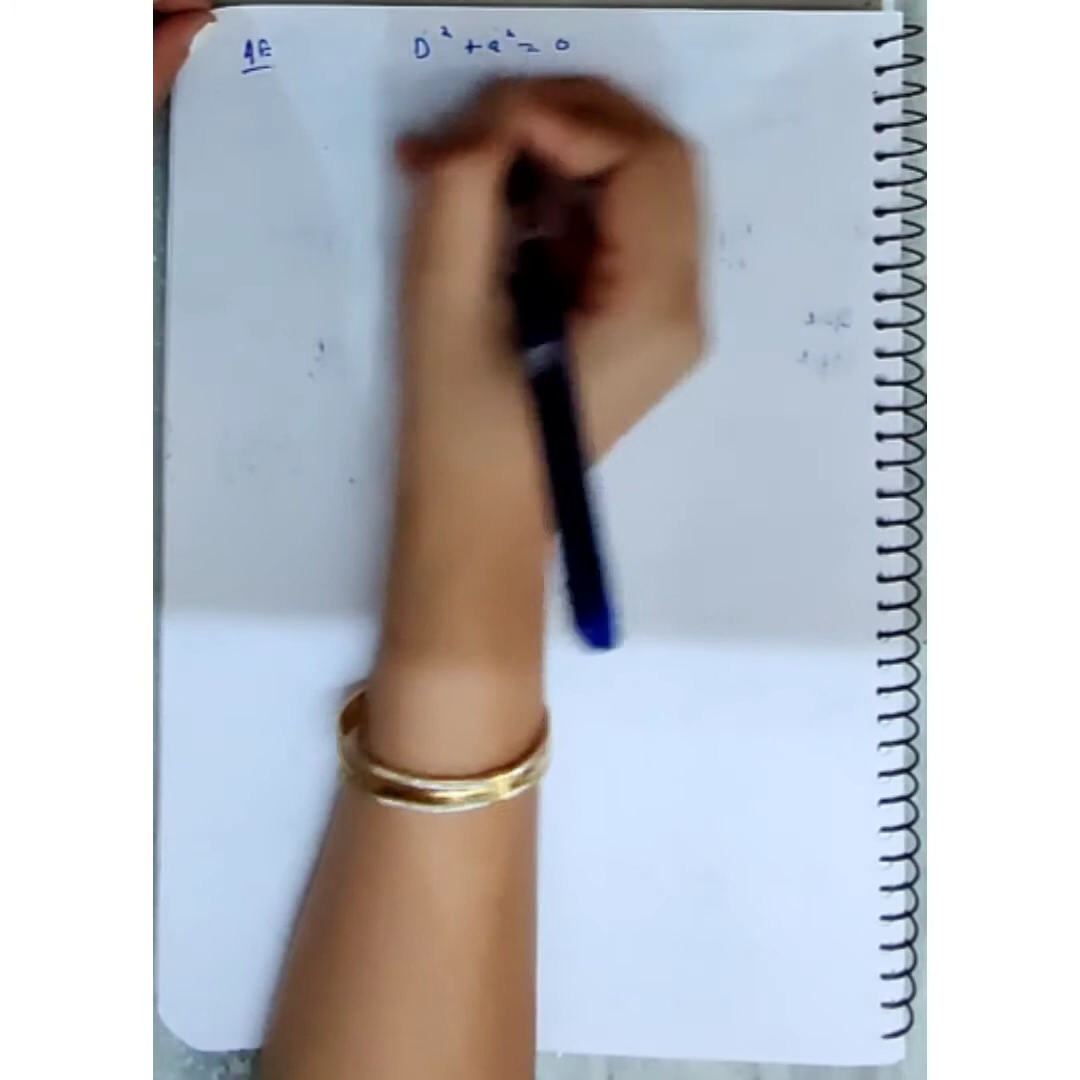 AE D² + a² = 0